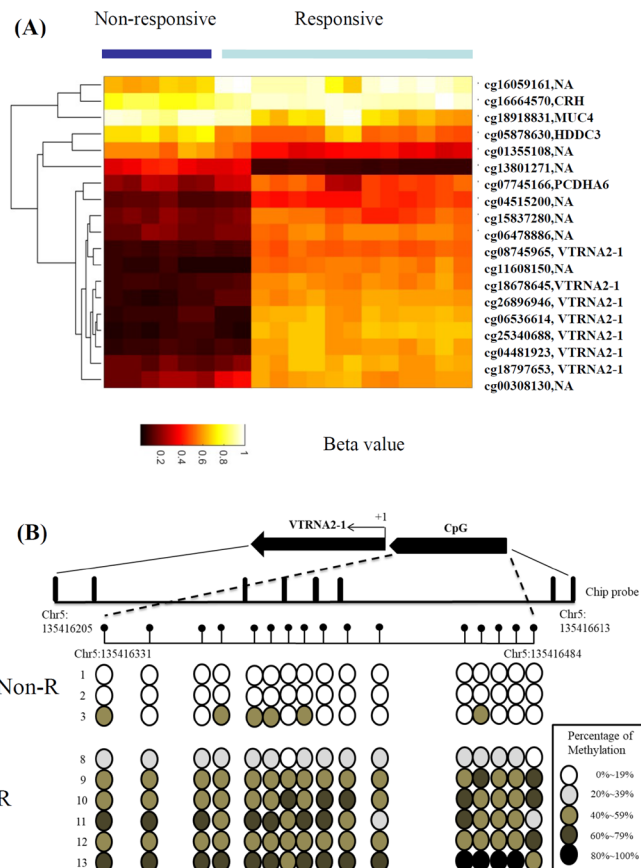 (A)
Non-responsive
Responsive
cg16059161,NA
cg16664570,CRH
cg18918831,MUC4
cg05878630,HDDC3
cg01355108,NA
cg13801271,NA
cg07745166,PCDHA6
cg04515200,NA
cg15837280,NA
cg06478886,NA
cg08745965, VTRNA2-1
cg11608150,NA
cg18678645,VTRNA2-1
cg26896946, VTRNA2-1
cg06536614, VTRNA2-1
cg25340688, VTRNA2-1
cg04481923, VTRNA2-1
cg18797653, VTRNA2-1
cg00308130,NA
0.2 0.4 0.6 0.8 1
Beta value
(B)
VTRNA2-1
+1
CpG
Chip probe
Chr5:
135416205
Chr5:
135416613
Chr5:135416331
Chr5:135416484
Non-R
1
2
3
R
8
9
10
11
12
13
Percentage of
Methylation
0%~19%
20%~39%
40%~59%
60%~79%
80%~100%